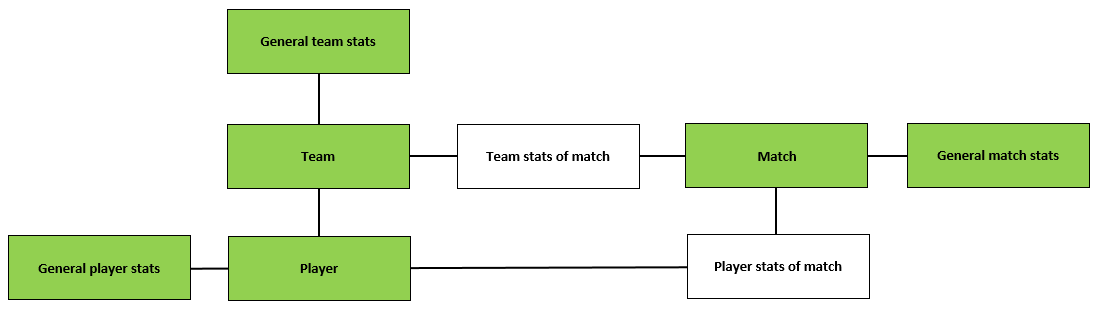 General team stats
Team
Team stats of match
Match
General match stats
General player stats
Player
Player stats of match